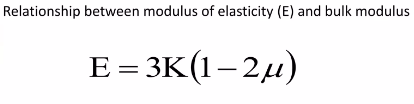 Relationship between modulus of elasticity (E) and bulk modulus
E = 3K(1 − 2μ)